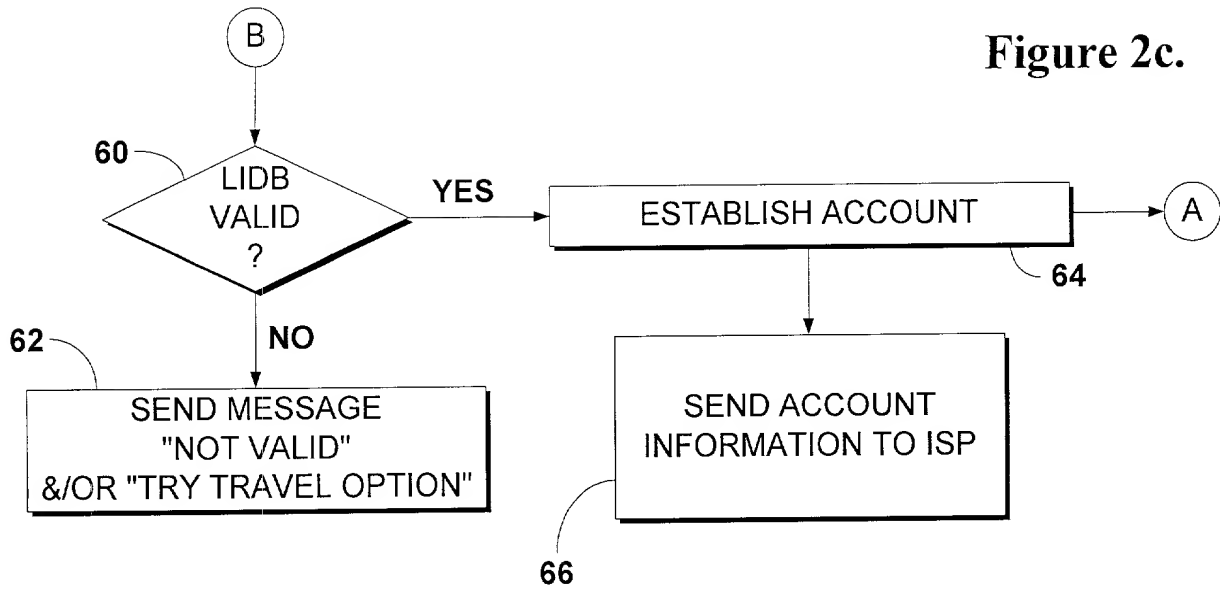 B
Figure 2c.
60
LIDB
VALID
?
YES
ESTABLISH ACCOUNT
A
64
NO
62
SEND MESSAGE
"NOT VALID"
&/OR "TRY TRAVEL OPTION"
SEND ACCOUNT
INFORMATION TO ISP
66